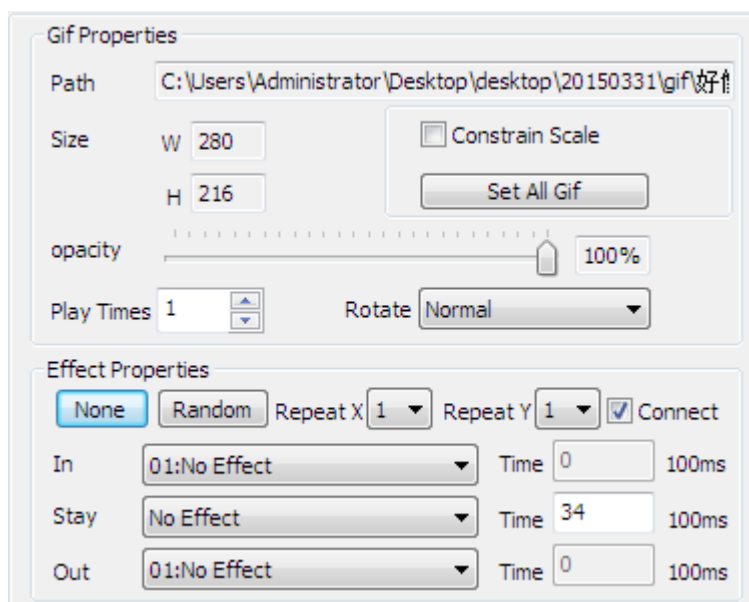 Gif Properties
Path C:\Users\Administrator\Desktop\desktop\20150331\gif\好
Size W 280 Constrain Scale
H 216 Set All Gif
opacity 100%
Play Times 1 Rotate Normal
Effect Properties
None Random Repeat X 1 Repeat Y 1 Connect
In 01:No Effect Time 0 100ms
Stay No Effect Time 34 100ms
Out 01:No Effect Time 0 100ms